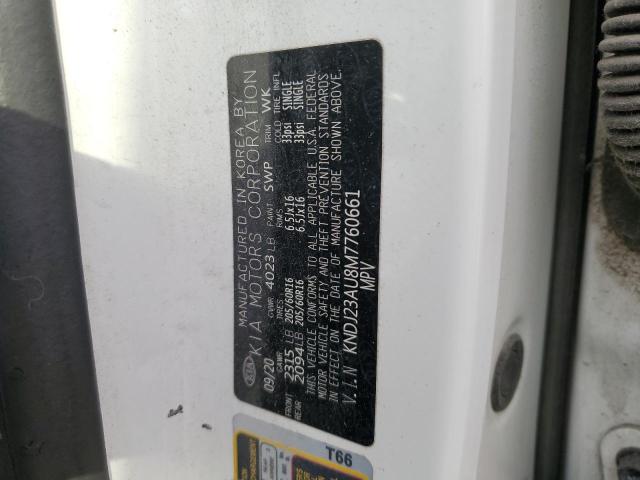 KIA
MANUFACTURED IN KOREA BY
KIA MOTORS CORPORATION
09/20 GVWR 4023 LB PAINT SWP TRIM WK
GAWR TIRES RIMS COLD TIRE INFL
FRONT 2315 LB 205/60R16 6.5Jx16 33psi SINGLE
REAR 2094 LB 205/60R16 6.5Jx16 33psi SINGLE
THIS VEHICLE CONFORMS TO ALL APPLICABLE U.S.A. FEDERAL
MOTOR VEHICLE SAFETY AND THEFT PREVENTION STANDARDS
IN EFFECT ON THE DATE OF MANUFACTURE SHOWN ABOVE.
V.I.N KNDJ23AU8M7760661
MPV
T66